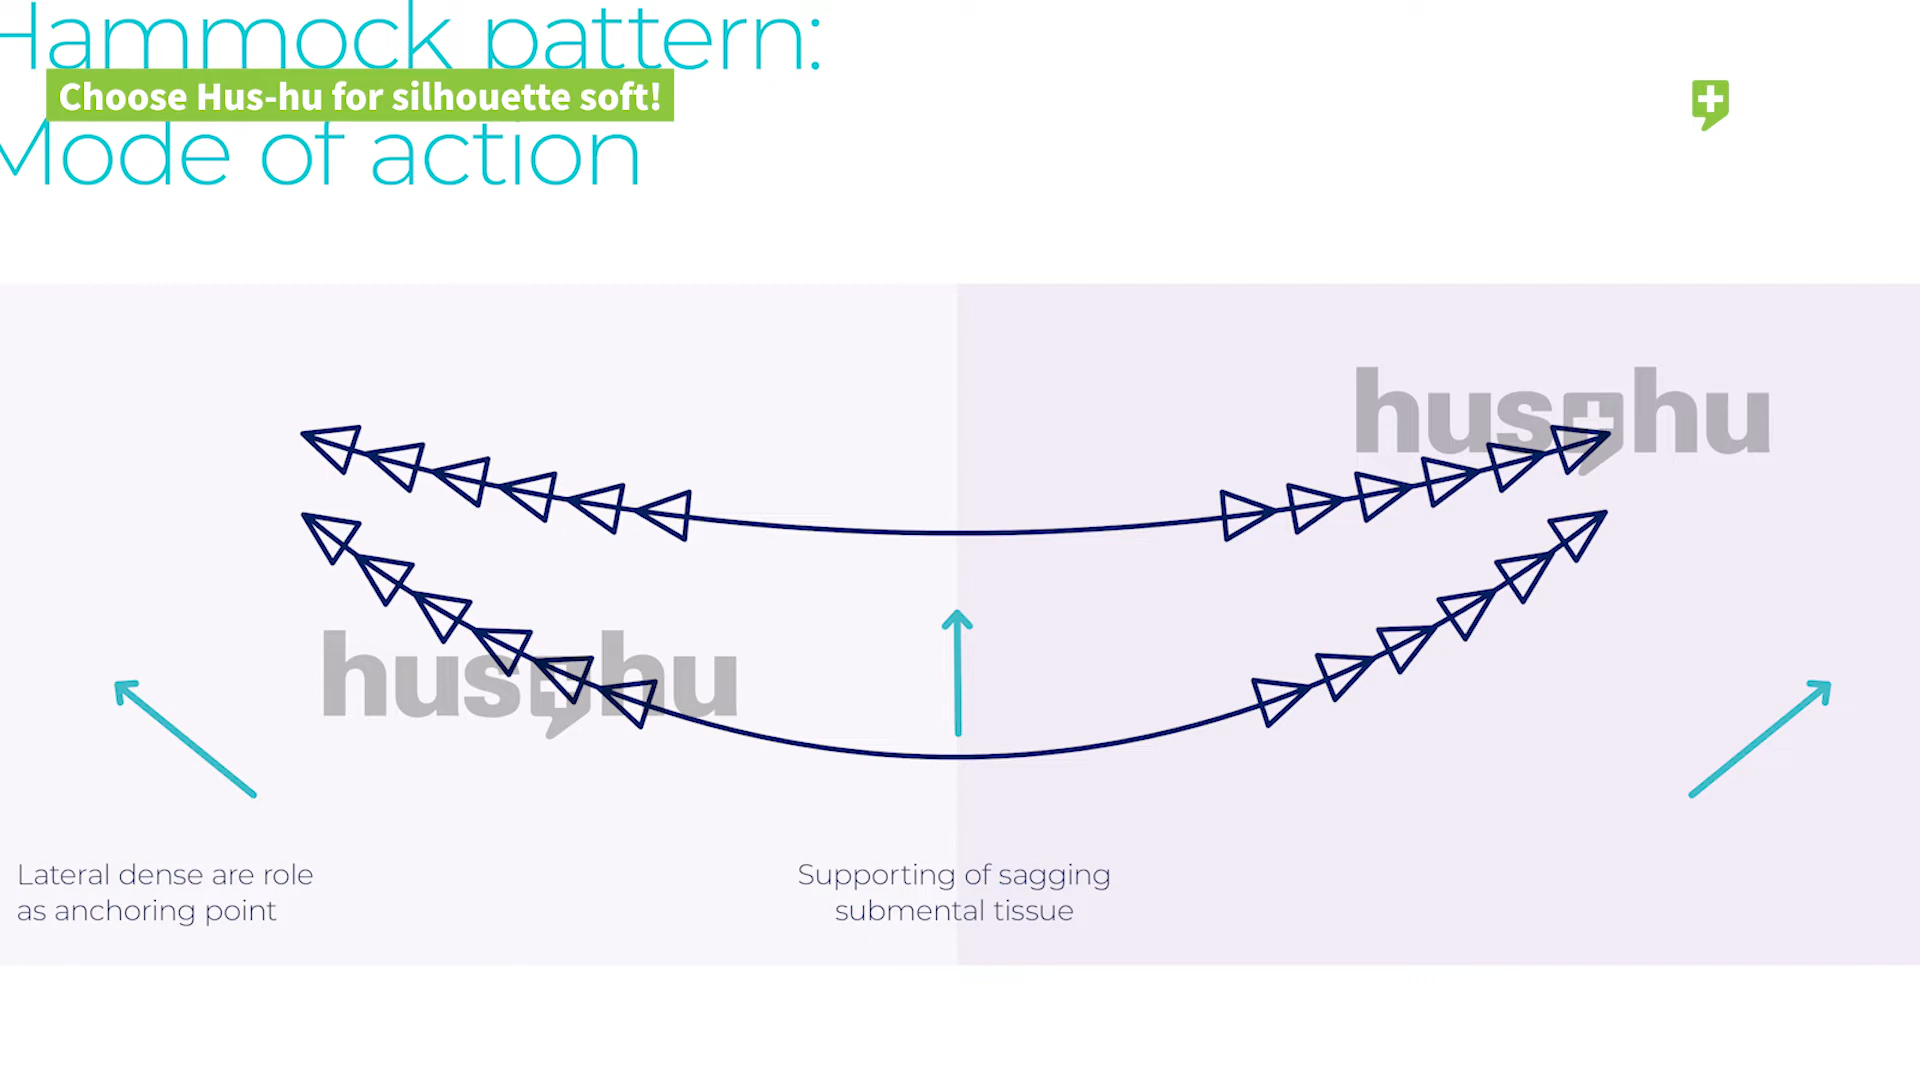 Hammock pattern:
Choose Hus-hu for silhouette soft!
Mode of action
hus hu
hus hu
Lateral dense are role
as anchoring point
Supporting of sagging
submental tissue